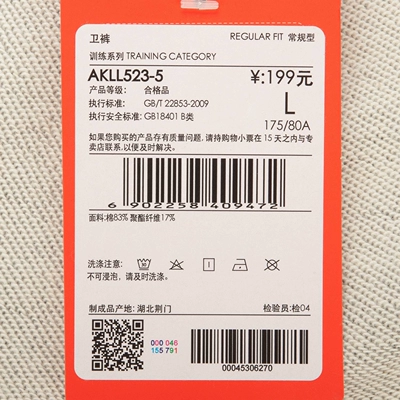 卫裤 REGULAR FIT 常规型
训练系列 TRAINING CATEGORY
AKLL523-5 ¥:199元
产品等级: 合格品
执行标准: GB/T 22853-2009 L
执行安全标准: GB18401 B类 175/80A
如果您购买的产品存有质量问题, 请持购物小票在 15 天之内与专
卖店联系, 以便及时解决。
6 902258 409472
面料:棉83% 聚酯纤维17%
洗涤注意:
不可浸泡, 请及时洗涤.
制成品产地: 湖北荆门 检验员:检04
000 046
155 791
00045306270